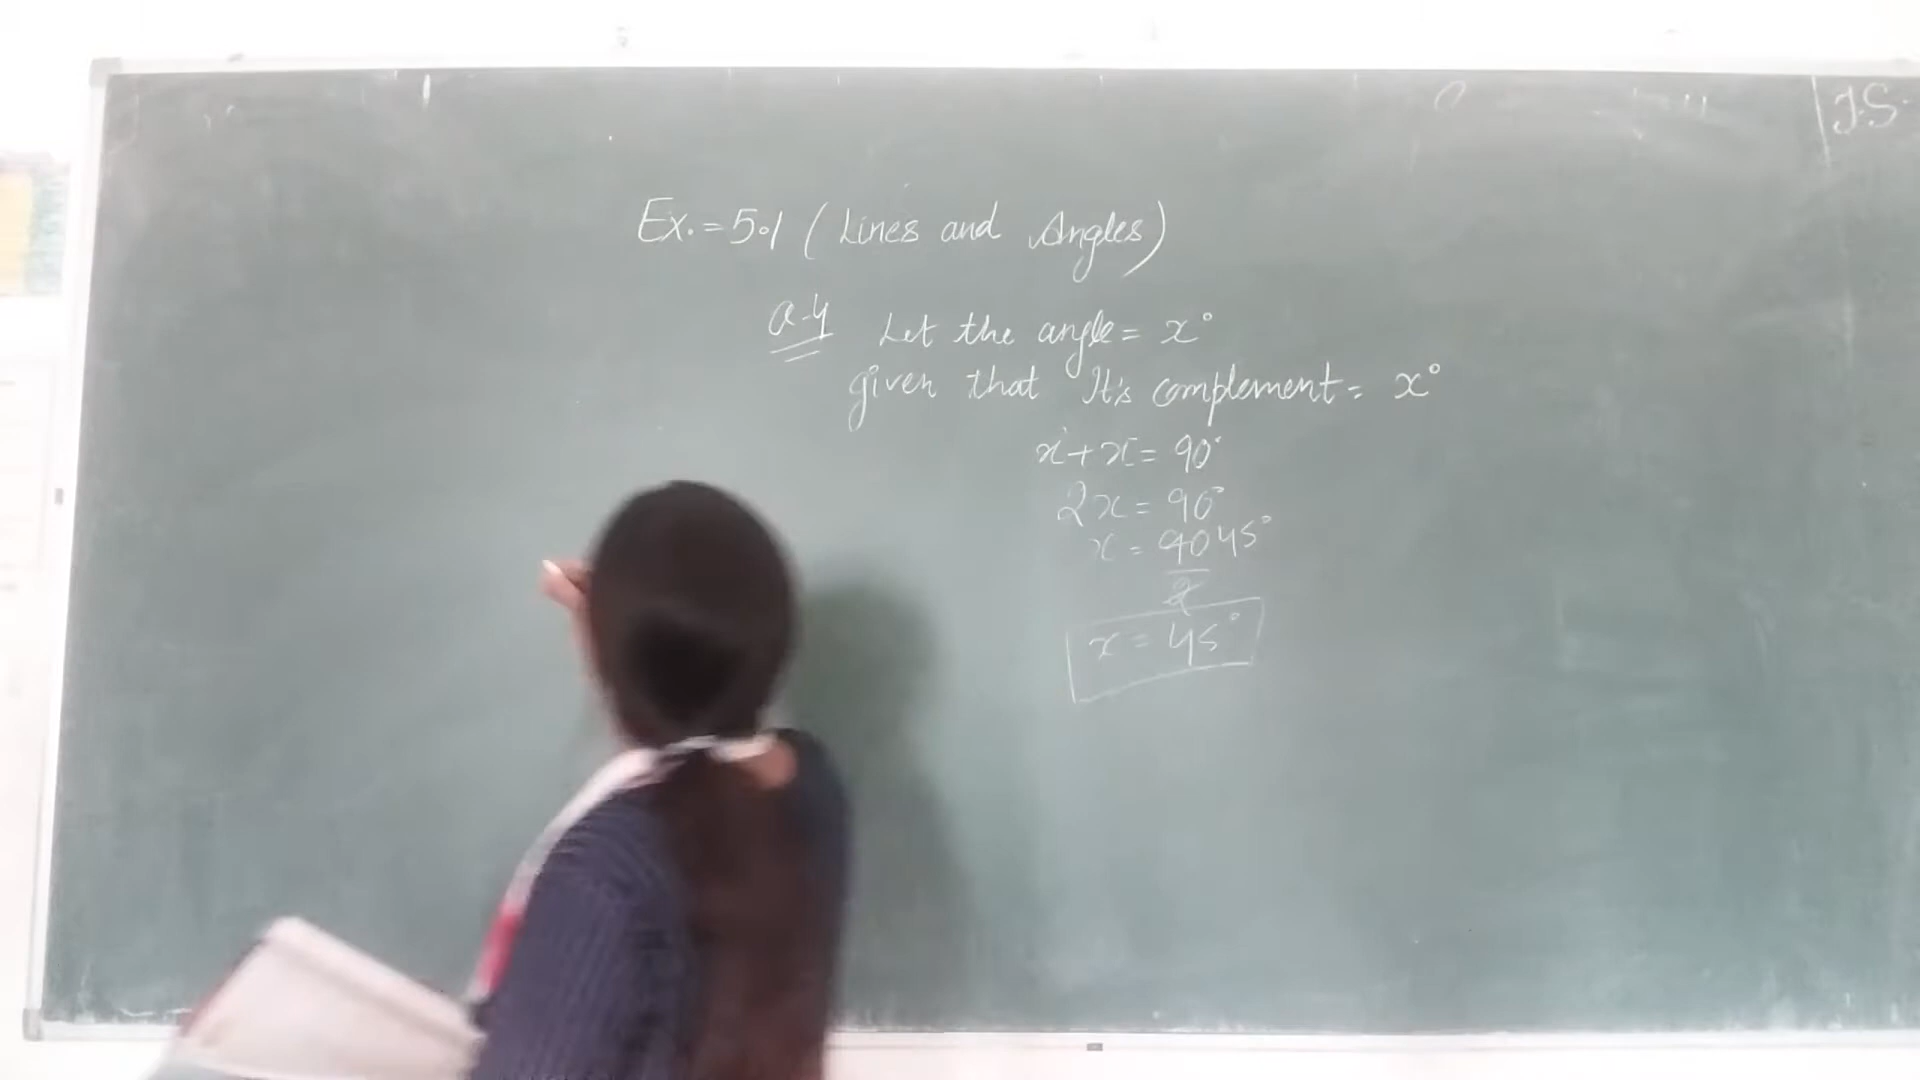 J.S.
Ex. = 5.1 (Lines and Angles)
Q-4 Let the angle = x°
given that It's complement = x°
x + x = 90°
2x = 90°
x = 90 45°
2
x = 45°